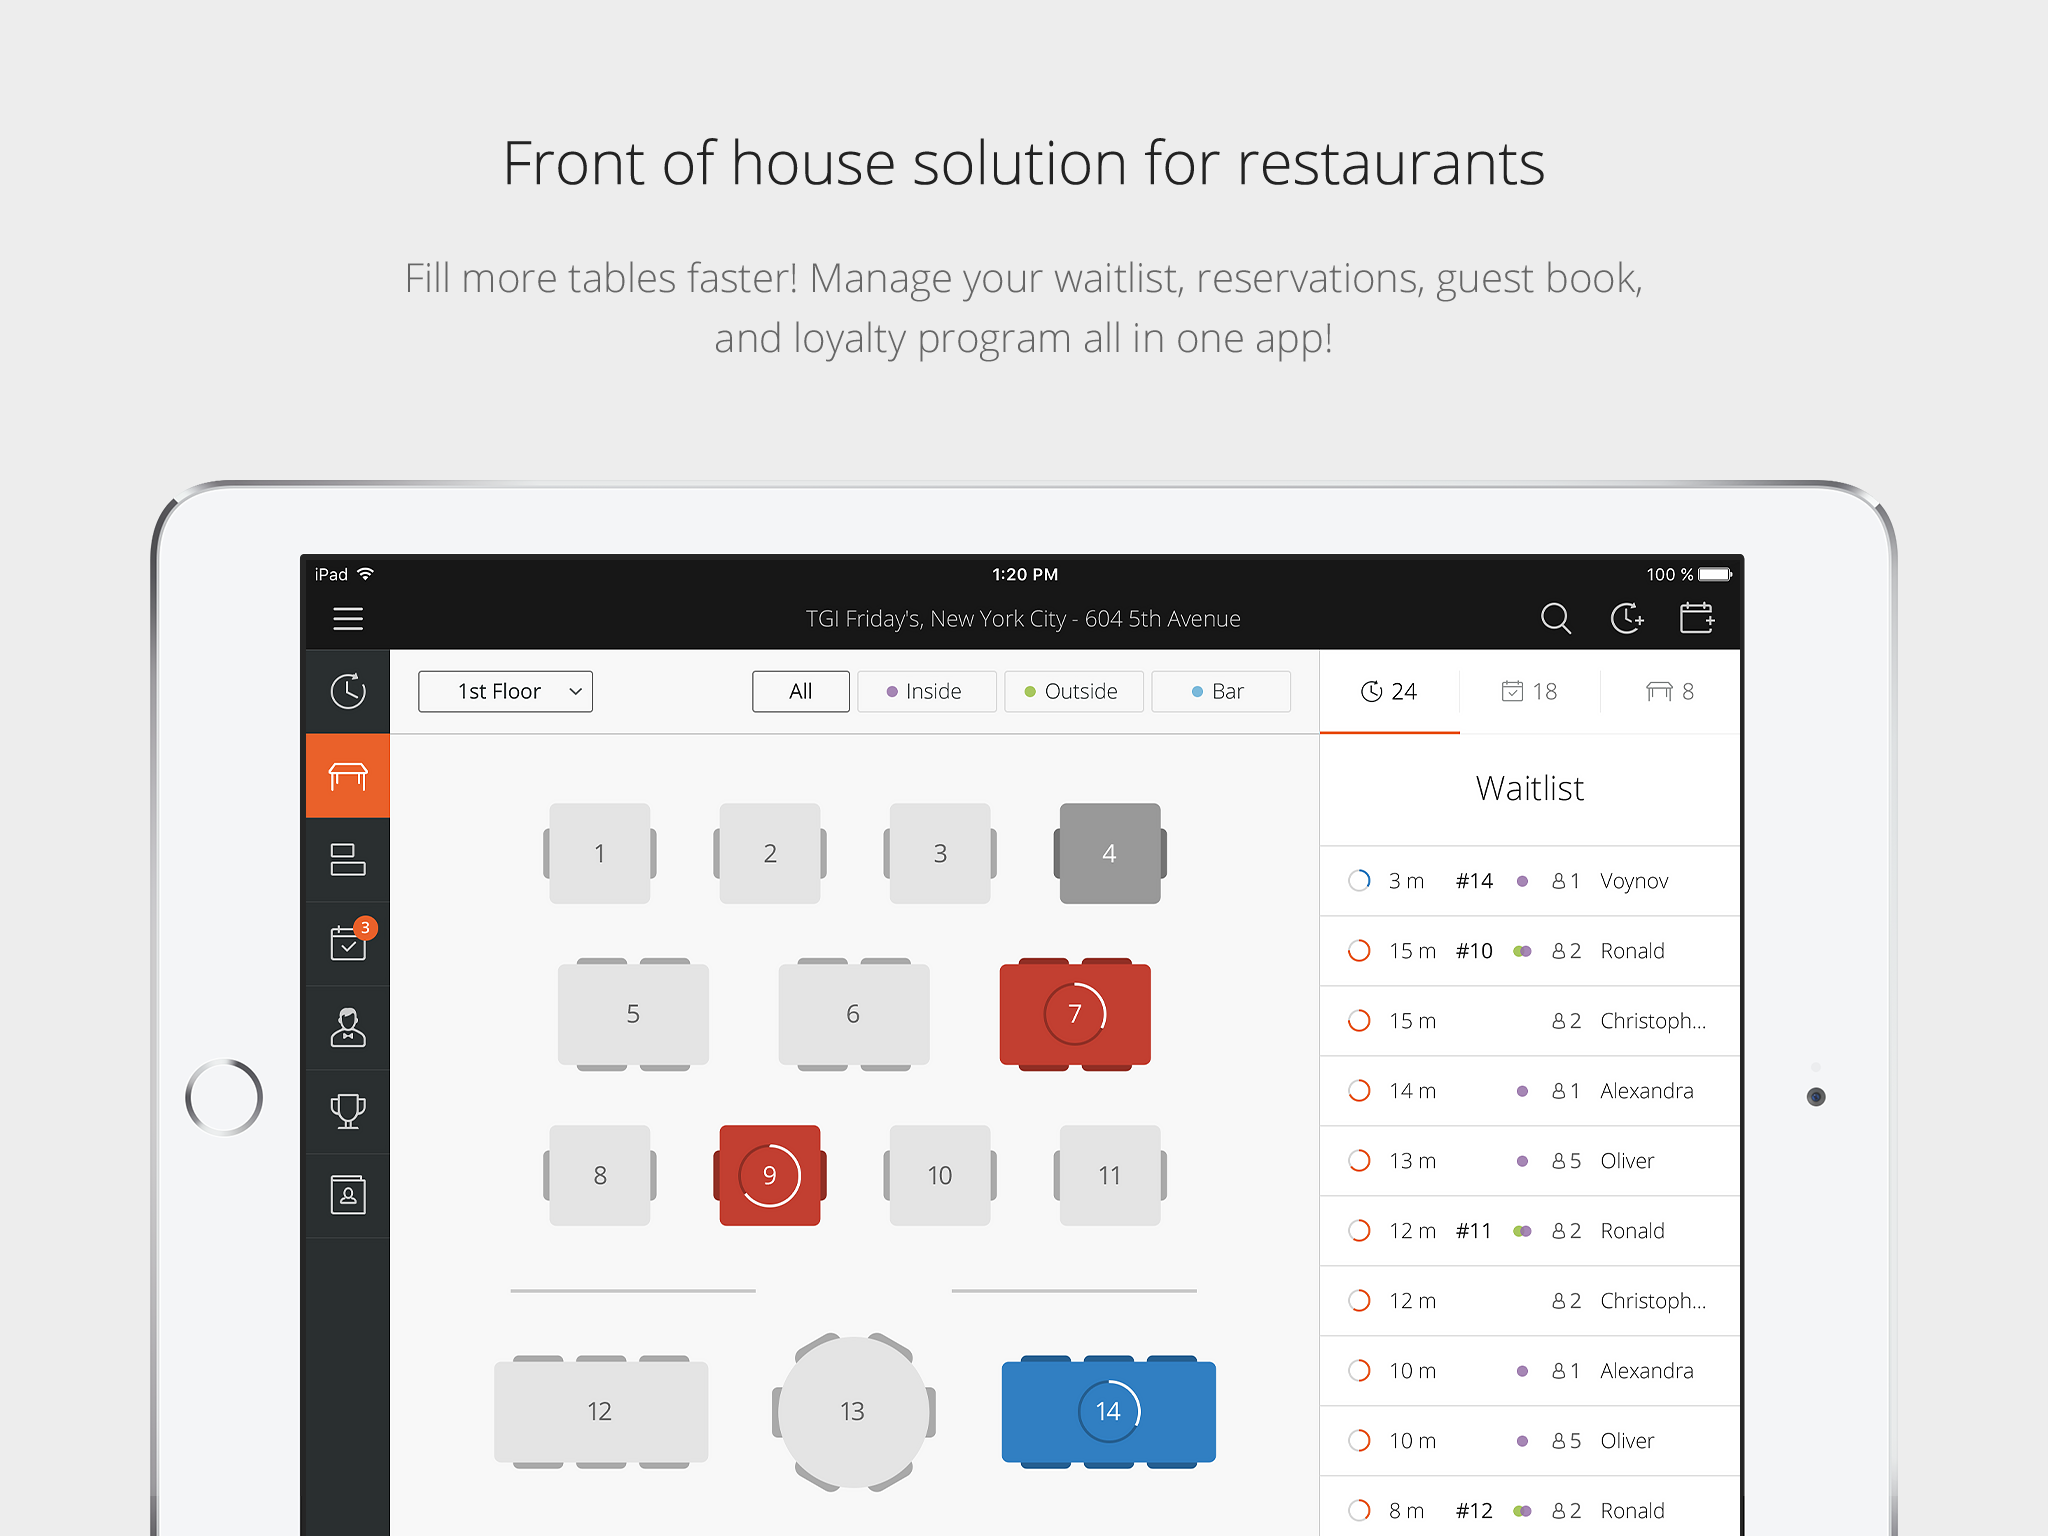 Front of house solution for restaurants
Fill more tables faster! Manage your waitlist, reservations, guest book,
and loyalty program all in one app!
iPad 1:20 PM 100 %
TGI Friday's, New York City - 604 5th Avenue
1st Floor All Inside Outside Bar 24 18 8
Waitlist
1 2 3 4
3 m #14 1 Voynov
3
15 m #10 2 Ronald
5 6 7
15 m 2 Christoph...
14 m 1 Alexandra
8 9 10 11
13 m 5 Oliver
12 m #11 2 Ronald
12 m 2 Christoph...
10 m 1 Alexandra
12 13 14
10 m 5 Oliver
8 m #12 2 Ronald